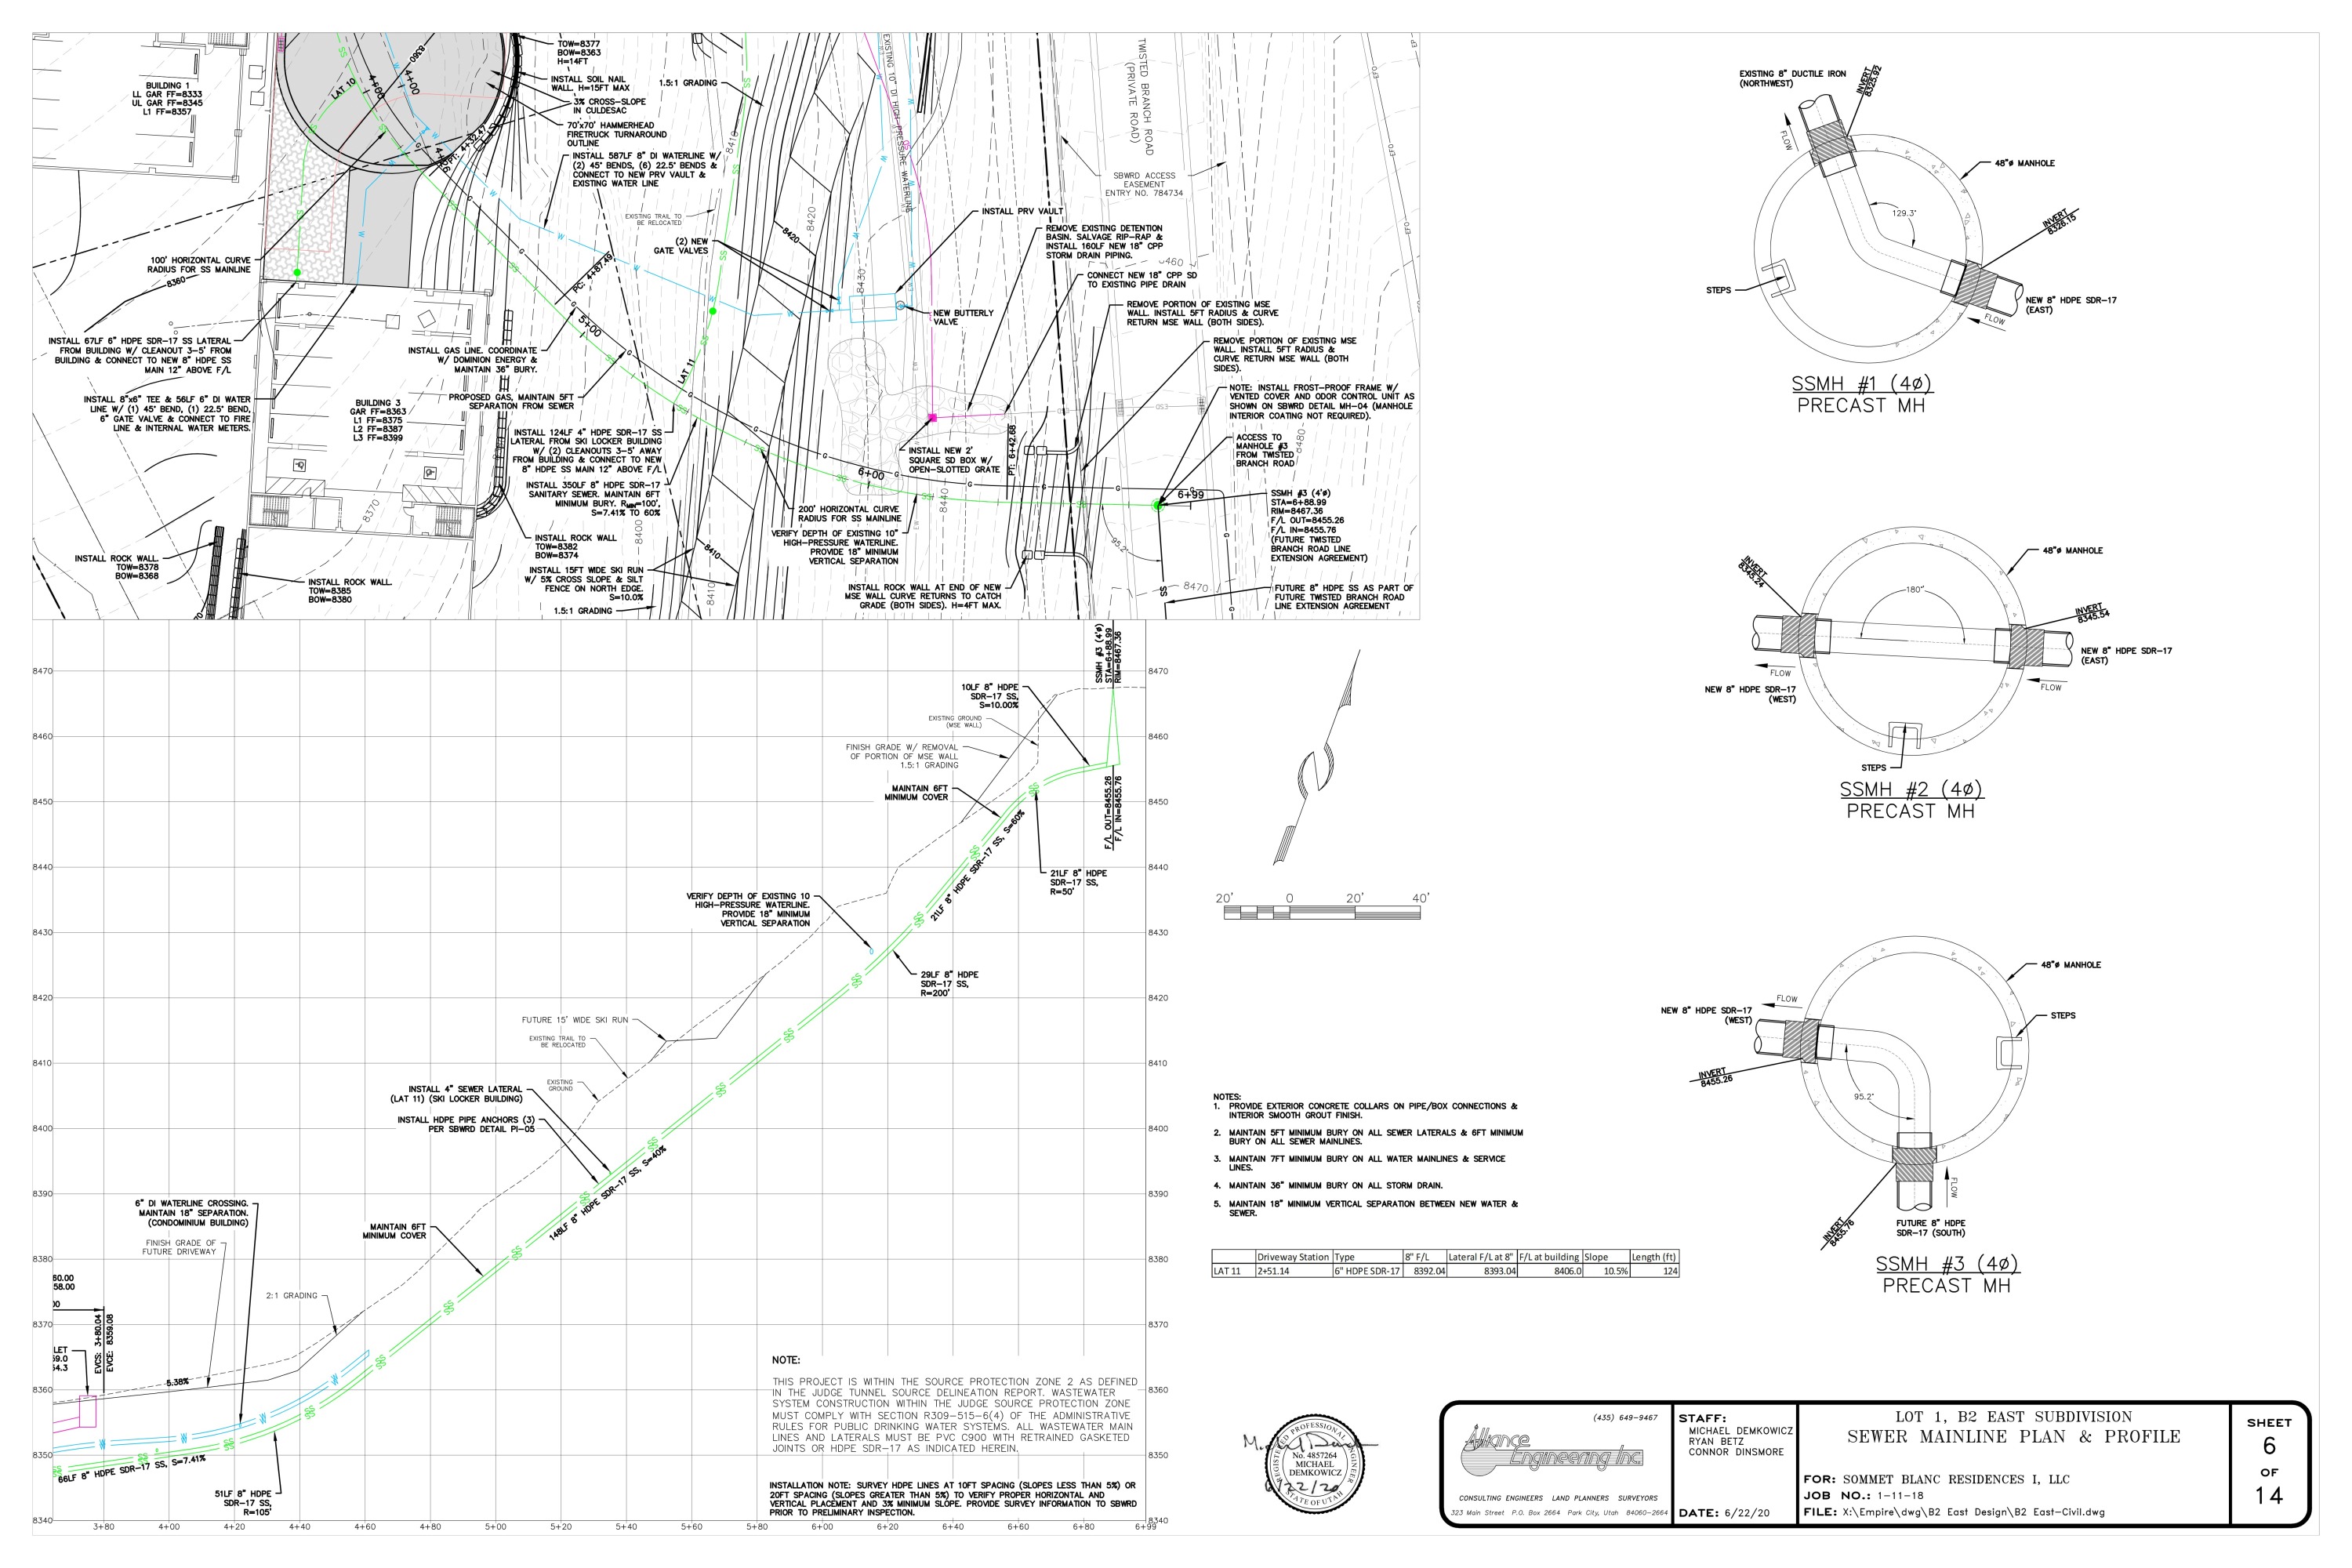 BUILDING 1
LL GAR FF=8333
UL GAR FF=8345
L1 FF=8357
LAT 10
4+00
4+00
8360
TOW=8377
BOW=8363
H=14FT
INSTALL SOIL NAIL
WALL. H=15FT MAX
3% CROSS-SLOPE
IN CULDESAC
70'x70' HAMMERHEAD
FIRETRUCK TURNAROUND
OUTLINE
INSTALL 587LF 8" DI WATERLINE W/
(2) 45° BENDS, (6) 22.5° BENDS &
CONNECT TO NEW PRV VAULT &
EXISTING WATER LINE
1.5:1 GRADING
8410
EXISTING TRAIL TO
BE RELOCATED
(2) NEW
GATE VALVES
8420
8420
8430
EXISTING 10" DI HIGH-PRESSURE WATERLINE
TWISTED BRANCH ROAD
(PRIVATE ROAD)
SBWRD ACCESS
EASEMENT
ENTRY NO. 784734
INSTALL PRV VAULT
REMOVE EXISTING DETENTION
BASIN. SALVAGE RIP-RAP &
INSTALL 160LF NEW 18" CPP
STORM DRAIN PIPING.
CONNECT NEW 18" CPP SD
TO EXISTING PIPE DRAIN
REMOVE PORTION OF EXISTING MSE
WALL. INSTALL 5FT RADIUS & CURVE
RETURN MSE WALL (BOTH SIDES).
NEW BUTTERLY
VALVE
REMOVE PORTION OF EXISTING MSE
WALL. INSTALL 5FT RADIUS &
CURVE RETURN MSE WALL (BOTH
SIDES).
NOTE: INSTALL FROST-PROOF FRAME W/
VENTED COVER AND ODOR CONTROL UNIT AS
SHOWN ON SBWRD DETAIL MH-04 (MANHOLE
INTERIOR COATING NOT REQUIRED).
ACCESS TO
MANHOLE #3
FROM TWISTED
BRANCH ROAD
8480
100' HORIZONTAL CURVE
RADIUS FOR SS MAINLINE
8360
PC: 4+87.49
5+00
INSTALL 67LF 6" HDPE SDR-17 SS LATERAL
FROM BUILDING W/ CLEANOUT 3-5' FROM
BUILDING & CONNECT TO NEW 8" HDPE SS
MAIN 12" ABOVE F/L
INSTALL 8"x6" TEE & 56LF 6" DI WATER
LINE W/ (1) 45° BEND, (1) 22.5° BEND,
6" GATE VALVE & CONNECT TO FIRE
LINE & INTERNAL WATER METERS.
INSTALL GAS LINE. COORDINATE
W/ DOMINION ENERGY &
MAINTAIN 36" BURY.
PROPOSED GAS, MAINTAIN 5FT
SEPARATION FROM SEWER
LAT 11
BUILDING 3
GAR FF=8363
L1 FF=8375
L2 FF=8387
L3 FF=8399
INSTALL 124LF 4" HDPE SDR-17 SS
LATERAL FROM SKI LOCKER BUILDING
W/ (2) CLEANOUTS 3-5' AWAY
FROM BUILDING & CONNECT TO NEW
8" HDPE SS MAIN 12" ABOVE F/L
INSTALL 350LF 8" HDPE SDR-17
SANITARY SEWER. MAINTAIN 6FT
MINIMUM BURY. RMIN=100',
S=7.41% TO 60%
INSTALL NEW 2'
SQUARE SD BOX W/
OPEN-SLOTTED GRATE
PT: 6+42.68
6+00
8440
6+99
SSMH #3 (4'ø)
STA=6+88.99
RIM=8467.36
F/L OUT=8455.26
F/L IN=8455.76
(FUTURE TWISTED
BRANCH ROAD LINE
EXTENSION AGREEMENT)
200' HORIZONTAL CURVE
RADIUS FOR SS MAINLINE
VERIFY DEPTH OF EXISTING 10"
HIGH-PRESSURE WATERLINE.
PROVIDE 18" MINIMUM
VERTICAL SEPARATION
95.2°
8370
8400
8410
8410
8470
INSTALL ROCK WALL
TOW=8382
BOW=8374
INSTALL 15FT WIDE SKI RUN
W/ 5% CROSS SLOPE & SILT
FENCE ON NORTH EDGE.
S=10.0%
1.5:1 GRADING
INSTALL ROCK WALL.
TOW=8378
BOW=8368
INSTALL ROCK WALL.
TOW=8385
BOW=8380
INSTALL ROCK WALL AT END OF NEW
MSE WALL CURVE RETURNS TO CATCH
GRADE (BOTH SIDES). H=4FT MAX.
FUTURE 8" HDPE SS AS PART OF
FUTURE TWISTED BRANCH ROAD
LINE EXTENSION AGREEMENT
8470
8460
8450
8440
8430
8420
8410
8400
8390
8380
8370
8360
8350
8340
SSMH #3 (4'ø)
STA=6+88.99
RIM=8467.36
10LF 8" HDPE
SDR-17 SS,
S=10.00%
EXISTING GROUND
(MSE WALL)
FINISH GRADE W/ REMOVAL
OF PORTION OF MSE WALL
1.5:1 GRADING
MAINTAIN 6FT
MINIMUM COVER
F/L OUT=8455.26
F/L IN=8455.76
21LF 8" HDPE SDR-17 SS, S=60%
21LF 8" HDPE
SDR-17 SS,
R=50'
VERIFY DEPTH OF EXISTING 10
HIGH-PRESSURE WATERLINE.
PROVIDE 18" MINIMUM
VERTICAL SEPARATION
29LF 8" HDPE
SDR-17 SS,
R=200'
FUTURE 15' WIDE SKI RUN
EXISTING TRAIL TO
BE RELOCATED
EXISTING
GROUND
INSTALL 4" SEWER LATERAL
(LAT 11) (SKI LOCKER BUILDING)
INSTALL HDPE PIPE ANCHORS (3)
PER SBWRD DETAIL PI-05
148LF 8" HDPE SDR-17 SS, S=40%
6" DI WATERLINE CROSSING.
MAINTAIN 18" SEPARATION.
(CONDOMINIUM BUILDING)
FINISH GRADE OF
FUTURE DRIVEWAY
MAINTAIN 6FT
MINIMUM COVER
2:1 GRADING
60.00
58.00
EVCS: 3+80.04
EVCE: 8359.08
LET
5.38%
66LF 8" HDPE SDR-17 SS, S=7.41%
51LF 8" HDPE
SDR-17 SS,
R=105'
NOTE:
THIS PROJECT IS WITHIN THE SOURCE PROTECTION ZONE 2 AS DEFINED
IN THE JUDGE TUNNEL SOURCE DELINEATION REPORT. WASTEWATER
SYSTEM CONSTRUCTION WITHIN THE JUDGE SOURCE PROTECTION ZONE
MUST COMPLY WITH SECTION R309-515-6(4) OF THE ADMINISTRATIVE
RULES FOR PUBLIC DRINKING WATER SYSTEMS. ALL WASTEWATER MAIN
LINES AND LATERALS MUST BE PVC C900 WITH RETRAINED GASKETED
JOINTS OR HDPE SDR-17 AS INDICATED HEREIN.
INSTALLATION NOTE: SURVEY HDPE LINES AT 10FT SPACING (SLOPES LESS THAN 5%) OR
20FT SPACING (SLOPES GREATER THAN 5%) TO VERIFY PROPER HORIZONTAL AND
VERTICAL PLACEMENT AND 3% MINIMUM SLOPE. PROVIDE SURVEY INFORMATION TO SBWRD
PRIOR TO PRELIMINARY INSPECTION.
8470
8460
8450
8440
8430
8420
8410
8400
8390
8380
8370
8360
8350
8340
3+80 4+00 4+20 4+40 4+60 4+80 5+00 5+20 5+40 5+60 5+80 6+00 6+20 6+40 6+60 6+80 6+99
20' 0 20' 40'
NOTES:
1. PROVIDE EXTERIOR CONCRETE COLLARS ON PIPE/BOX CONNECTIONS &
INTERIOR SMOOTH GROUT FINISH.
2. MAINTAIN 5FT MINIMUM BURY ON ALL SEWER LATERALS & 6FT MINIMUM
BURY ON ALL SEWER MAINLINES.
3. MAINTAIN 7FT MINIMUM BURY ON ALL WATER MAINLINES & SERVICE
LINES.
4. MAINTAIN 36" MINIMUM BURY ON ALL STORM DRAIN.
5. MAINTAIN 18" MINIMUM VERTICAL SEPARATION BETWEEN NEW WATER &
SEWER.
Driveway Station Type 8" F/L Lateral F/L at 8" F/L at building Slope Length (ft)
LAT 11 2+51.14 6" HDPE SDR-17 8392.04 8393.04 8406.0 10.5% 124
EXISTING 8" DUCTILE IRON
(NORTHWEST)
INVERT
8325.92
FLOW
48"ø MANHOLE
129.3°
INVERT
8326.15
STEPS
NEW 8" HDPE SDR-17
(EAST)
FLOW
SSMH #1 (4ø)
PRECAST MH
INVERT
8345.24
48"ø MANHOLE
180°
INVERT
8345.54
NEW 8" HDPE SDR-17
(EAST)
FLOW
FLOW
NEW 8" HDPE SDR-17
(WEST)
STEPS
SSMH #2 (4ø)
PRECAST MH
48"ø MANHOLE
FLOW
NEW 8" HDPE SDR-17
(WEST)
STEPS
INVERT
8455.26
95.2°
FLOW
INVERT
8455.76
FUTURE 8" HDPE
SDR-17 (SOUTH)
SSMH #3 (4ø)
PRECAST MH
REGISTERED PROFESSIONAL ENGINEER
No. 4857264
MICHAEL
DEMKOWICZ
STATE OF UTAH
6/22/20
(435) 649-9467
Alliance
Engineering Inc.
CONSULTING ENGINEERS LAND PLANNERS SURVEYORS
323 Main Street P.O. Box 2664 Park City, Utah 84060-2664
STAFF:
MICHAEL DEMKOWICZ
RYAN BETZ
CONNOR DINSMORE
DATE: 6/22/20
LOT 1, B2 EAST SUBDIVISION
SEWER MAINLINE PLAN & PROFILE
FOR: SOMMET BLANC RESIDENCES I, LLC
JOB NO.: 1-11-18
FILE: X:\Empire\dwg\B2 East Design\B2 East-Civil.dwg
SHEET
6
OF
14